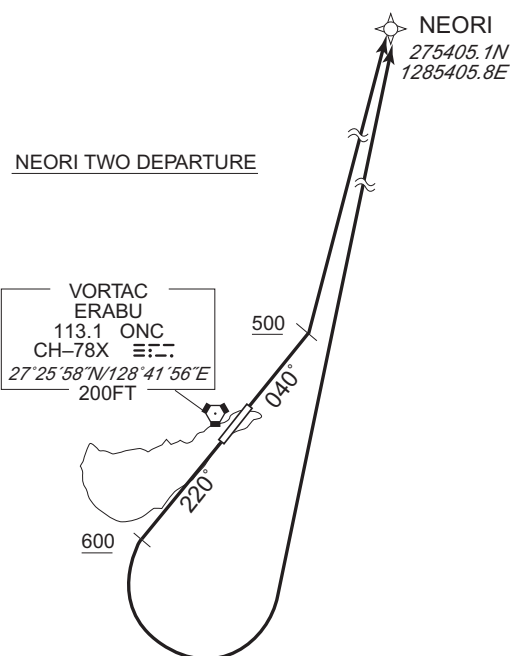 NEORI
275405.1N
1285405.8E
NEORI TWO DEPARTURE
VORTAC
ERABU
113.1 ONC
CH–78X
27°25´58˝N/128°41´56˝E
200FT
500
040°
220°
600